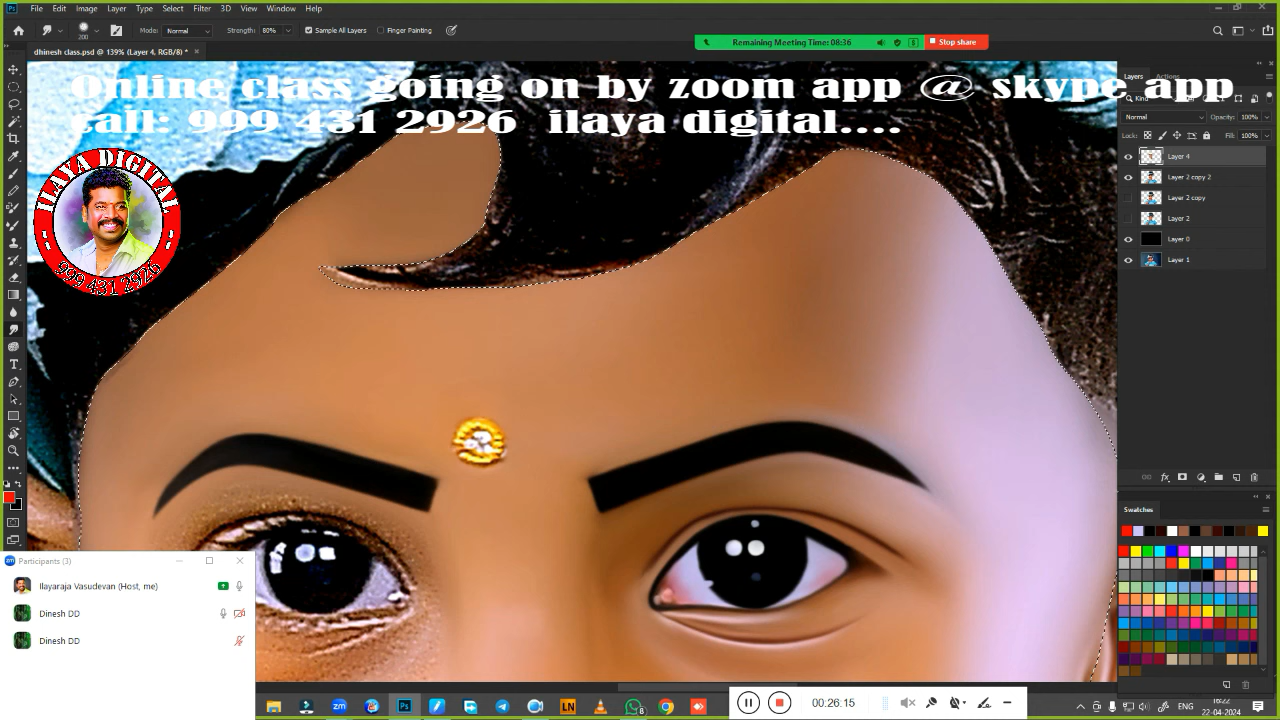 File Edit Image Layer Type Select Filter 3D View Window Help
200 Mode: Normal Strength: 80% Sample All Layers Finger Painting
Remaining Meeting Time: 08:36 Stop share
dhinesh class.psd @ 139% (Layer 4, RGB/8) * ×
Online class going on by zoom app @ skype app
call: 999 431 2926 ilaya digital....
ILAYA DIGITAL
999 431 2926
Layers Actions
Kind
Normal Opacity: 100%
Lock: Fill: 100%
Layer 4
Layer 2 copy 2
Layer 2 copy
Layer 2
Layer 0
Layer 1
Swatches
Participants (3)
Ilayaraja Vasudevan (Host, me)
Dinesh DD
Dinesh DD
00:26:15
ENG
16:22
22-04-2024